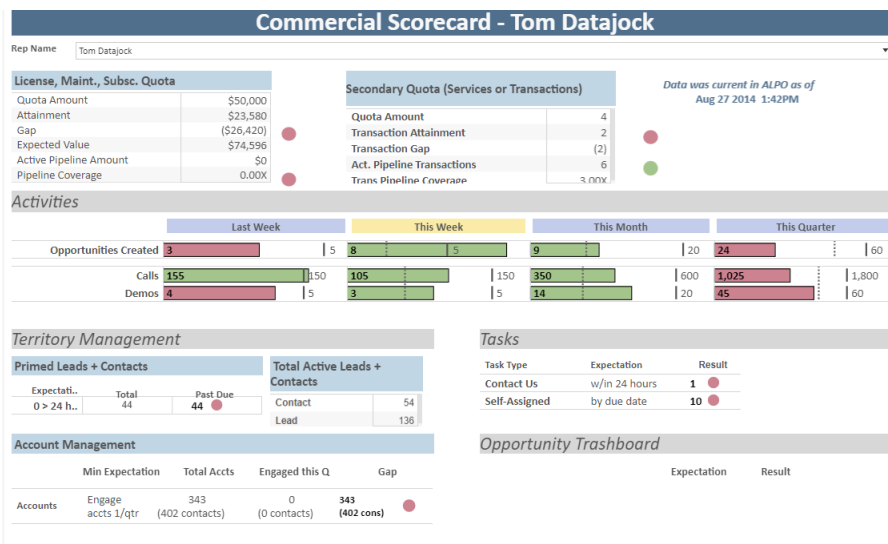 Commercial Scorecard - Tom Datajock
Rep Name Tom Datajock
License, Maint., Subsc. Quota
Quota Amount $50,000
Attainment $23,580
Gap ($26,420)
Expected Value $74,596
Active Pipeline Amount $0
Pipeline Coverage 0.00X
Secondary Quota (Services or Transactions)
Quota Amount 4
Transaction Attainment 2
Transaction Gap (2)
Act. Pipeline Transactions 6
Trans Pipeline Coverage 3.00X
Data was current in ALPO as of
Aug 27 2014 1:42PM
Activities
Last Week This Week This Month This Quarter
Opportunities Created 3 5 8 5 9 20 24 60
Calls 155 150 105 150 350 600 1,025 1,800
Demos 4 5 3 5 14 20 45 60
Territory Management
Primed Leads + Contacts
Expectati.. Total Past Due
0 > 24 h.. 44 44
Total Active Leads +
Contacts
Contact 54
Lead 136
Account Management
Min Expectation Total Accts Engaged this Q Gap
Accounts Engage 343 0 343
accts 1/qtr (402 contacts) (0 contacts) (402 cons)
Tasks
Task Type Expectation Result
Contact Us w/in 24 hours 1
Self-Assigned by due date 10
Opportunity Trashboard
Expectation Result